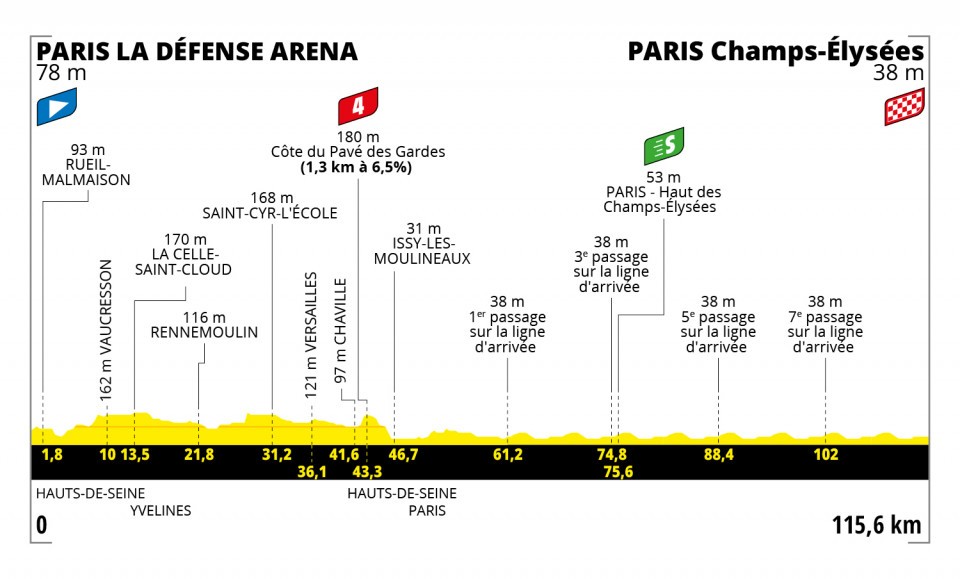 PARIS LA DÉFENSE ARENA
78 m
PARIS Champs-Élysées
38 m
93 m
RUEIL-
MALMAISON
4
180 m
Côte du Pavé des Gardes
(1,3 km à 6,5%)
S
53 m
PARIS - Haut des
Champs-Élysées
168 m
SAINT-CYR-L'ÉCOLE
170 m
LA CELLE-
SAINT-CLOUD
31 m
ISSY-LES-
MOULINEAUX
38 m
3e passage
sur la ligne
d'arrivée
162 m VAUCRESSON
116 m
RENNEMOULIN
121 m VERSAILLES
97 m CHAVILLE
38 m
1er passage
sur la ligne
d'arrivée
38 m
5e passage
sur la ligne
d'arrivée
38 m
7e passage
sur la ligne
d'arrivée
1,8 10 13,5 21,8 31,2 41,6 46,7 61,2 74,8 88,4 102
36,1 43,3 75,6
HAUTS-DE-SEINE HAUTS-DE-SEINE
YVELINES PARIS
0 115,6 km